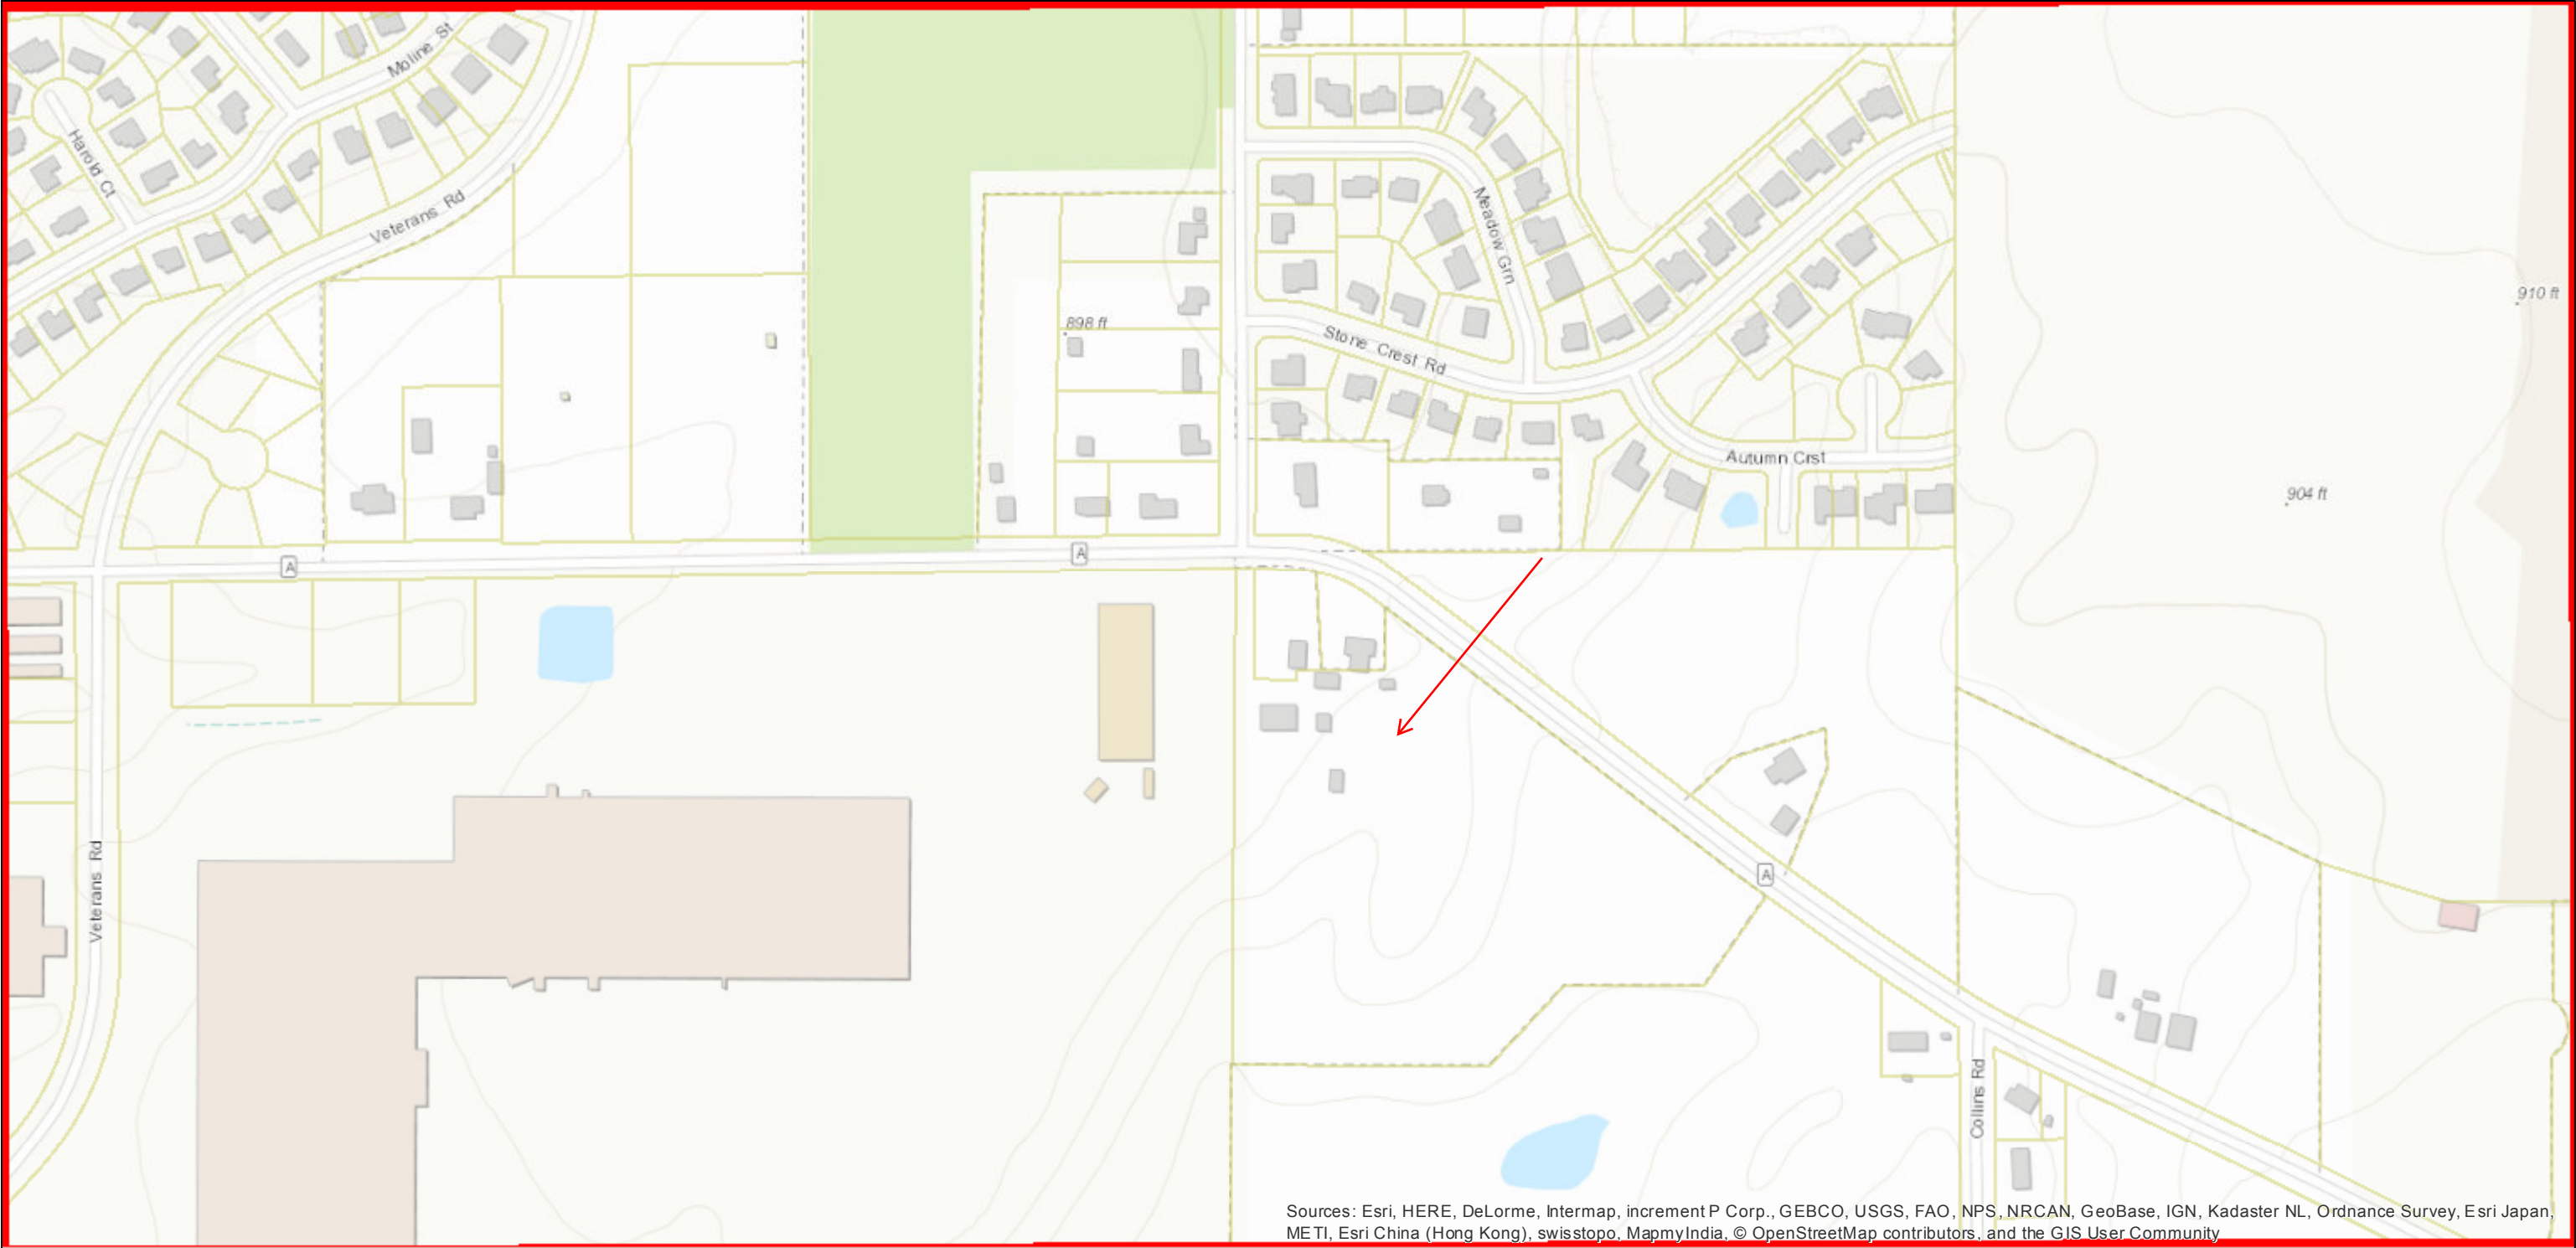 Moline St
Harold Ct
Veterans Rd
Meadow Grn
910 ft
898 ft
Stone Crest Rd
Autumn Crst
904 ft
A
A
Veterans Rd
A
Collins Rd
Sources: Esri, HERE, DeLorme, Intermap, increment P Corp., GEBCO, USGS, FAO, NPS, NRCAN, GeoBase, IGN, Kadaster NL, Ordnance Survey, Esri Japan,
METI, Esri China (Hong Kong), swisstopo, MapmyIndia, © OpenStreetMap contributors, and the GIS User Community